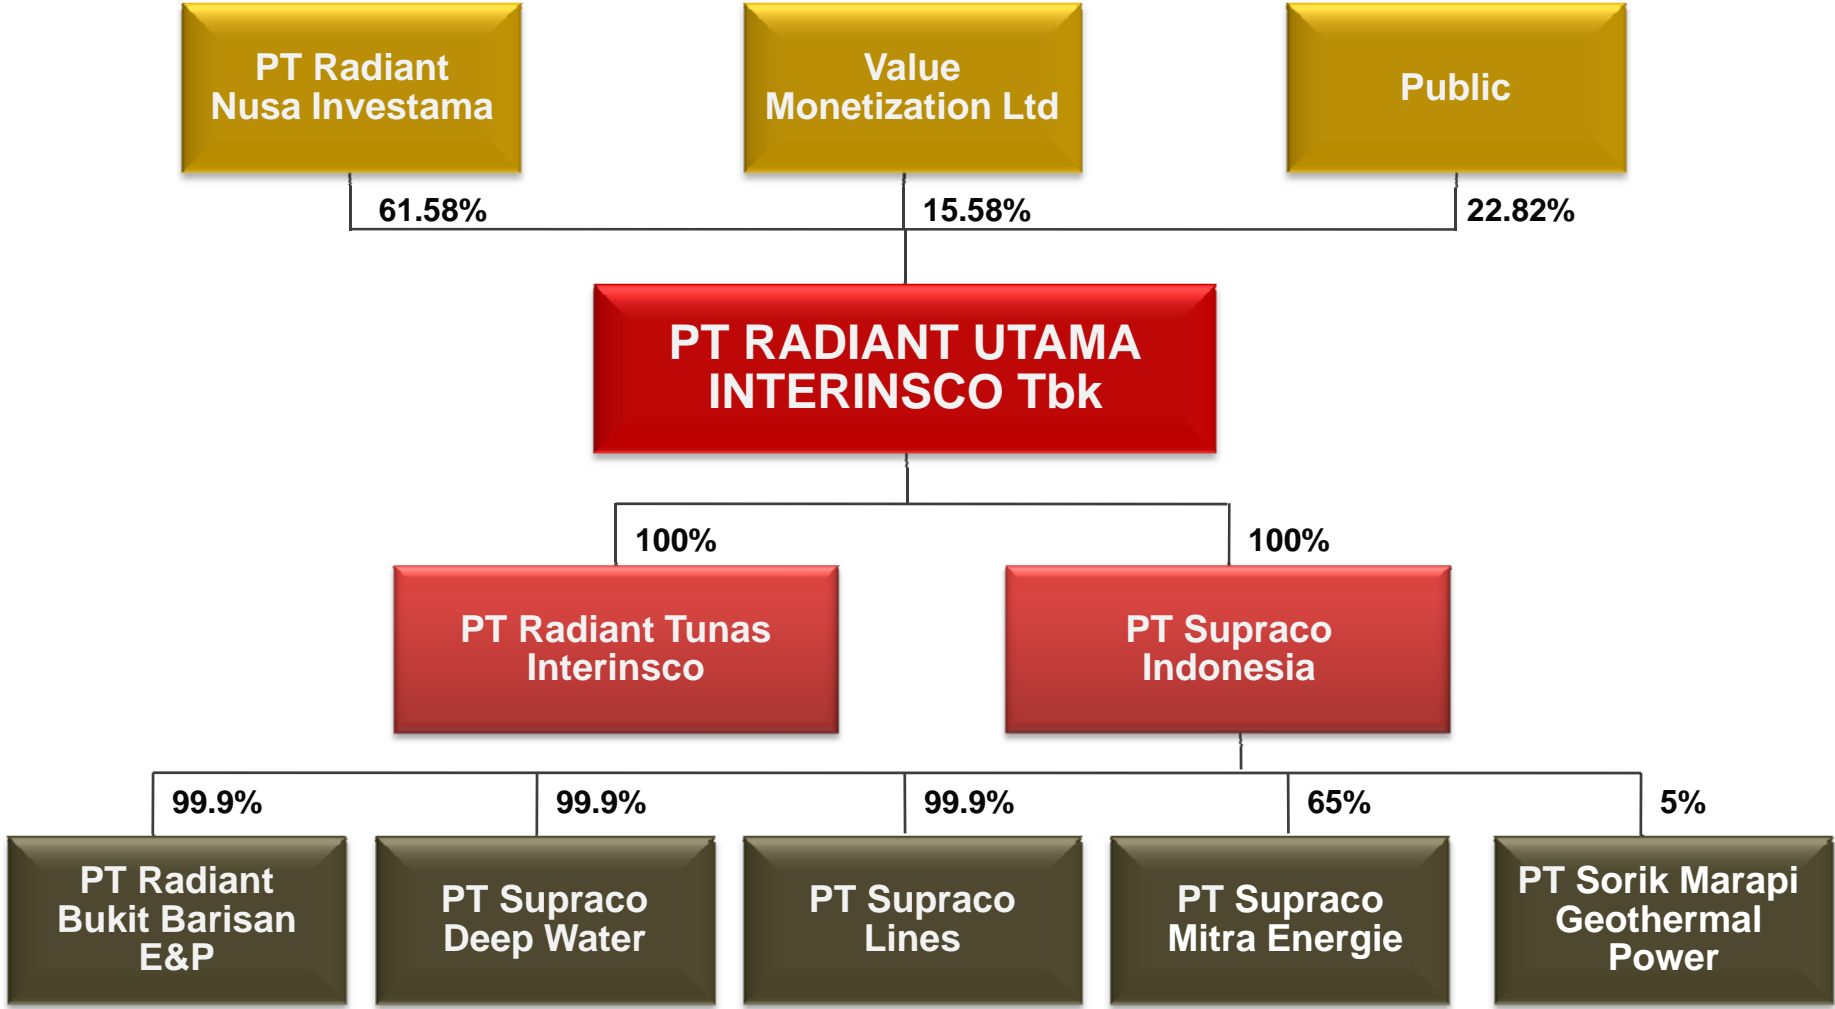 PT Radiant
Nusa Investama
Value
Monetization Ltd
Public
61.58%
15.58%
22.82%
PT RADIANT UTAMA
INTERINSCO Tbk
100%
100%
PT Radiant Tunas
Interinsco
PT Supraco
Indonesia
99.9%
99.9%
99.9%
65%
5%
PT Radiant
Bukit Barisan
E&P
PT Supraco
Deep Water
PT Supraco
Lines
PT Supraco
Mitra Energie
PT Sorik Marapi
Geothermal
Power